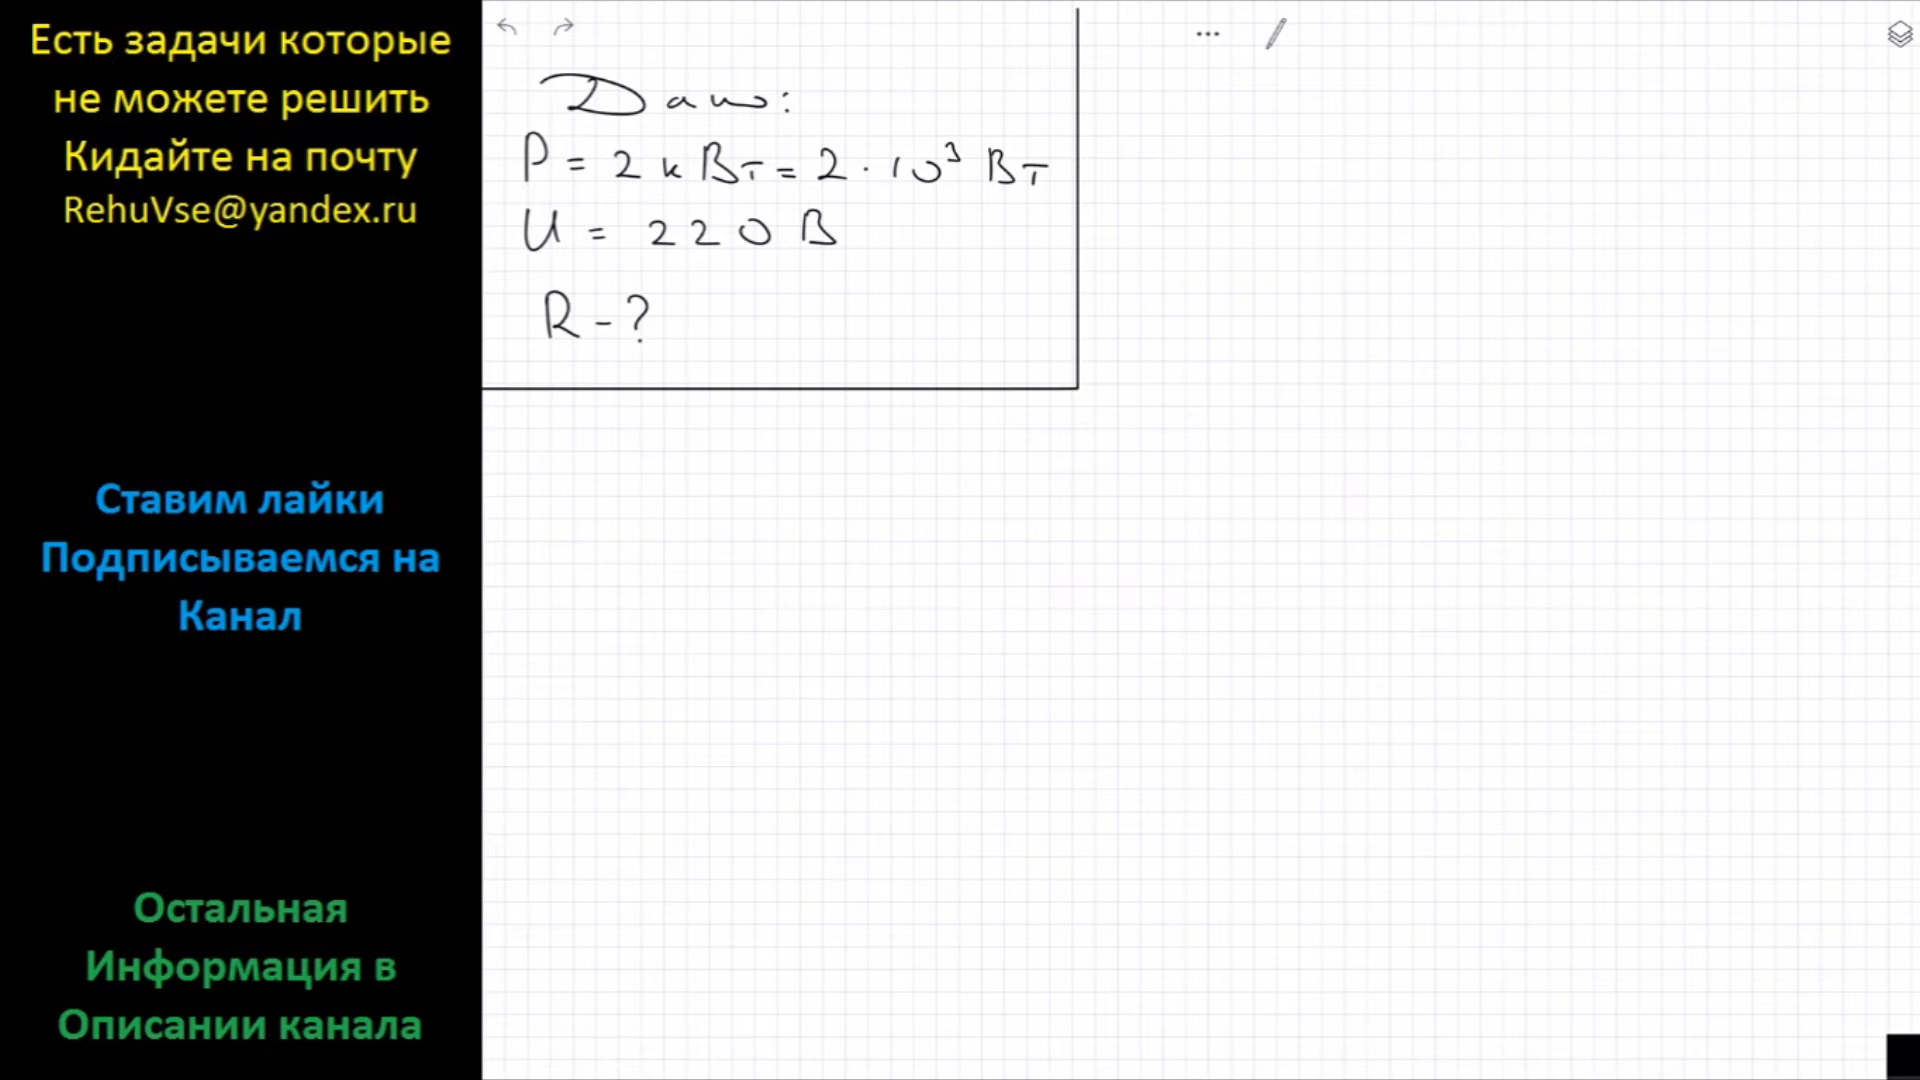 Есть задачи которые
не можете решить
Кидайте на почту
RehuVse@yandex.ru
Ставим лайки
Подписываемся на
Канал
Остальная
Информация в
Описании канала
Дано:
P = 2 кВт = 2 · 10³ Вт
U = 220 В
R - ?